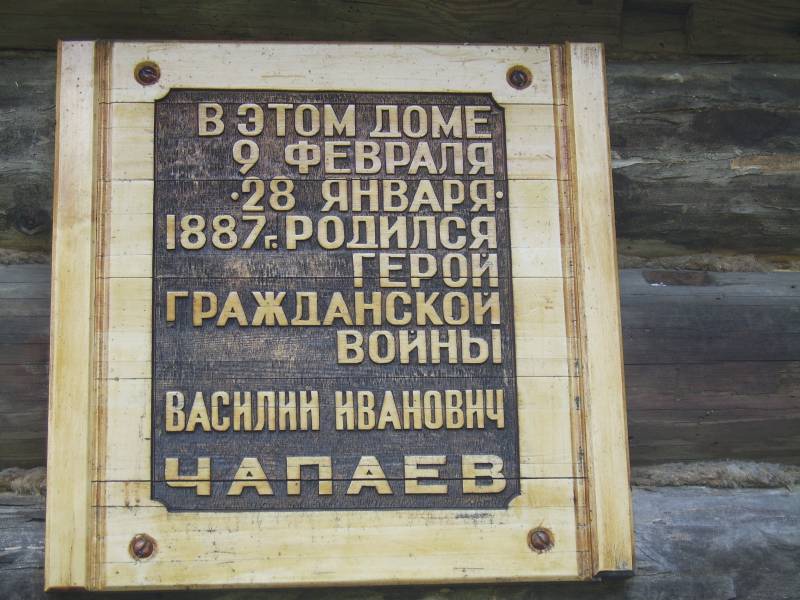 В ЭТОМ ДОМЕ
9 ФЕВРАЛЯ
·28 ЯНВАРЯ·
1887г. РОДИЛСЯ
ГЕРОЙ
ГРАЖДАНСКОЙ
ВОЙНЫ
ВАСИЛИЙ ИВАНОВИЧ
ЧАПАЕВ